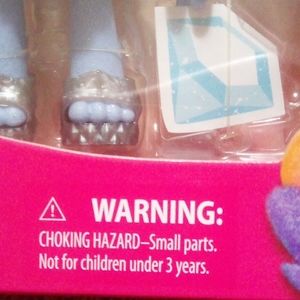 WARNING:
CHOKING HAZARD–Small parts.
Not for children under 3 years.